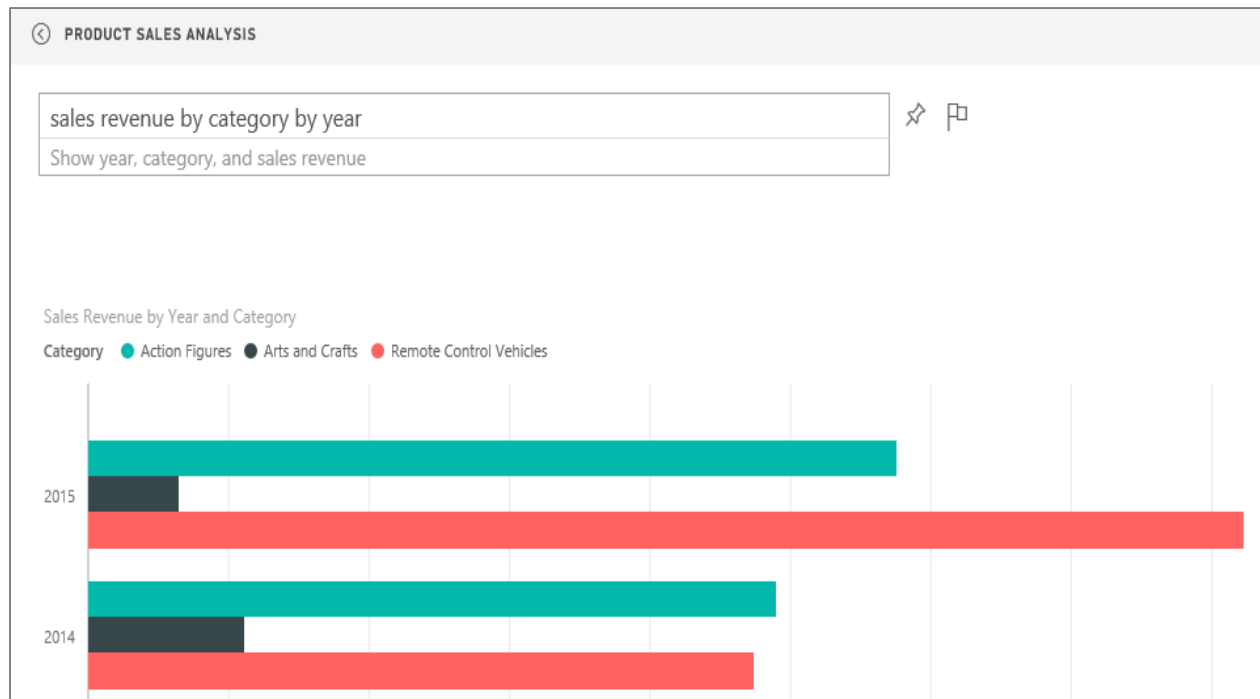 PRODUCT SALES ANALYSIS
sales revenue by category by year
Show year, category, and sales revenue
Sales Revenue by Year and Category
Category Action Figures Arts and Crafts Remote Control Vehicles
2015
2014